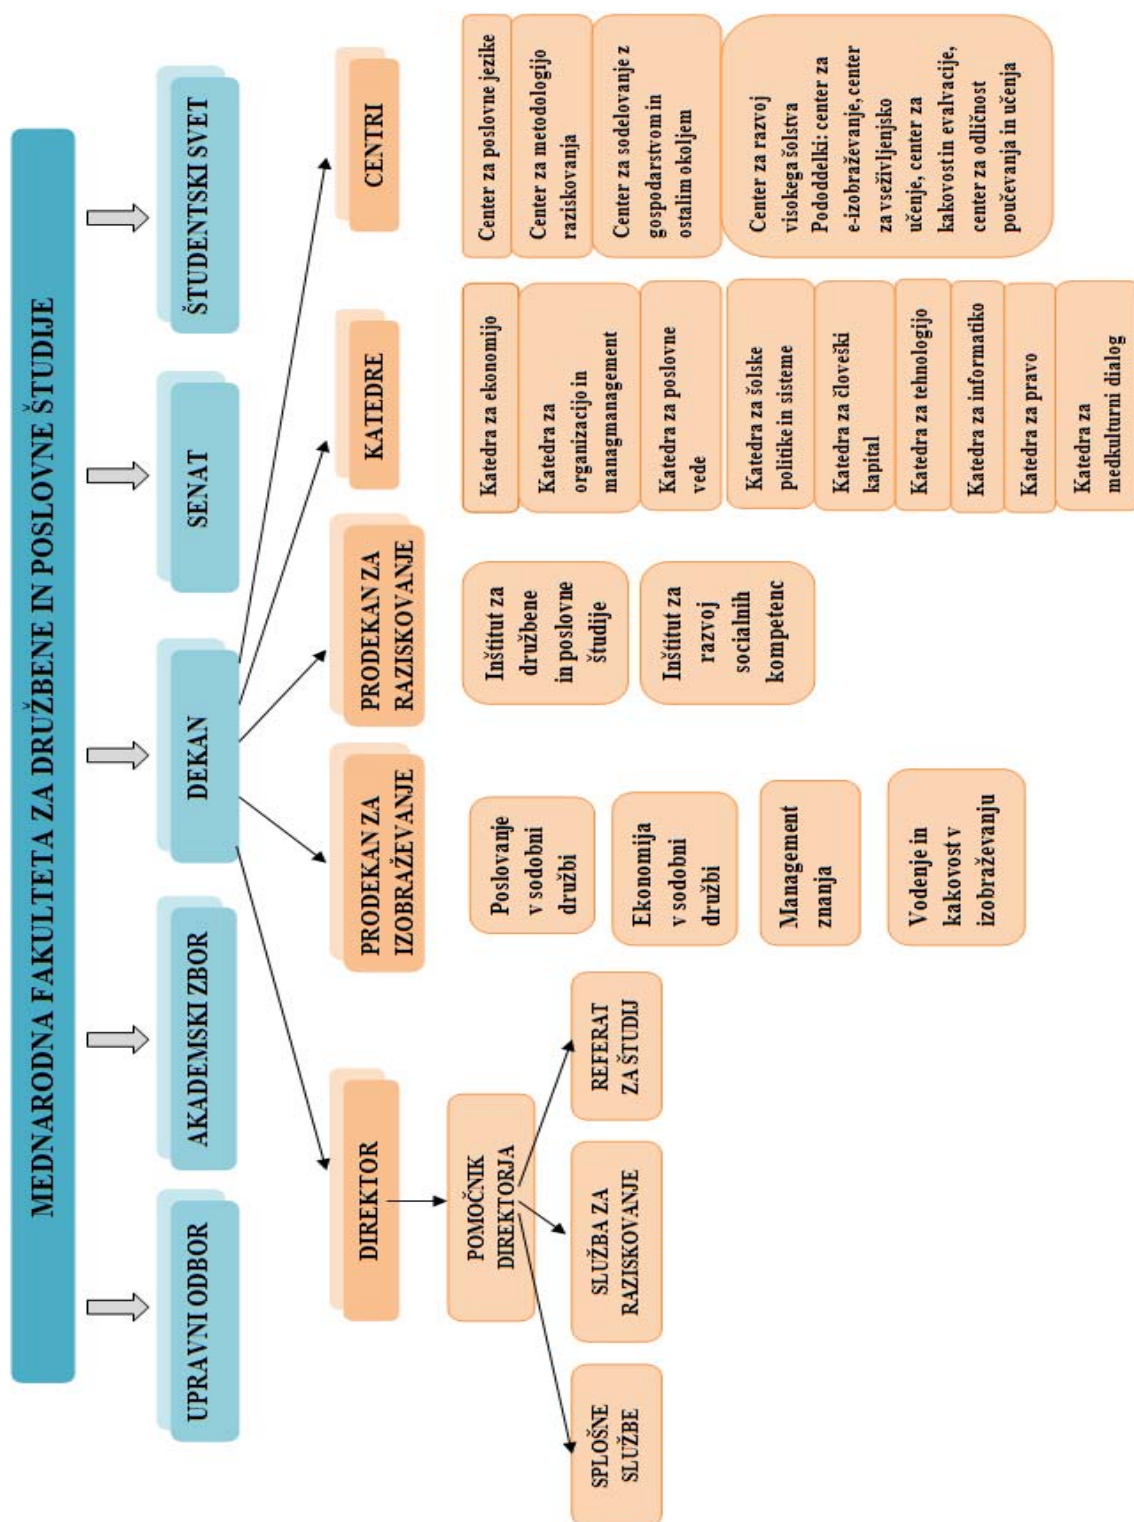 MEDNARODNA FAKULTETA ZA DRUŽBENE IN POSLOVNE ŠTUDIJE
UPRAVNI ODBOR
AKADEMSKI ZBOR
DEKAN
SENAT
ŠTUDENTSKI SVET
DIREKTOR
PRODEKAN ZA
IZOBRAŽEVANJE
PRODEKAN ZA
RAZISKOVANJE
KATEDRE
CENTRI
POMOČNIK
DIREKTORJA
SPLOŠNE
SLUŽBE
SLUŽBA ZA
RAZISKOVANJE
REFERAT
ZA ŠTUDIJ
Poslovanje
v sodobni
družbi
Ekonomija
v sodobni
družbi
Management
znanja
Vodenje in
kakovost v
izobraževanju
Inštitut za
družbene
in poslovne
študije
Inštitut za
razvoj
socialnih
kompetenc
Katedra za ekonomijo
Katedra za
organizacijo in
managmanagement
Katedra za poslovne
vede
Katedra za šolske
politike in sisteme
Katedra za človeški
kapital
Katedra za tehnologijo
Katedra za informatiko
Katedra za pravo
Katedra za
medkulturni dialog
Center za poslovne jezike
Center za metodologijo
raziskovanja
Center za sodelovanje z
gospodarstvom in
ostalim okoljem
Center za razvoj
visokega šolstva
Pododdelki: center za
e-izobraževanje, center
za vseživljenjsko
učenje, center za
kakovost in evalvacije,
center za odličnost
poučevanja in učenja